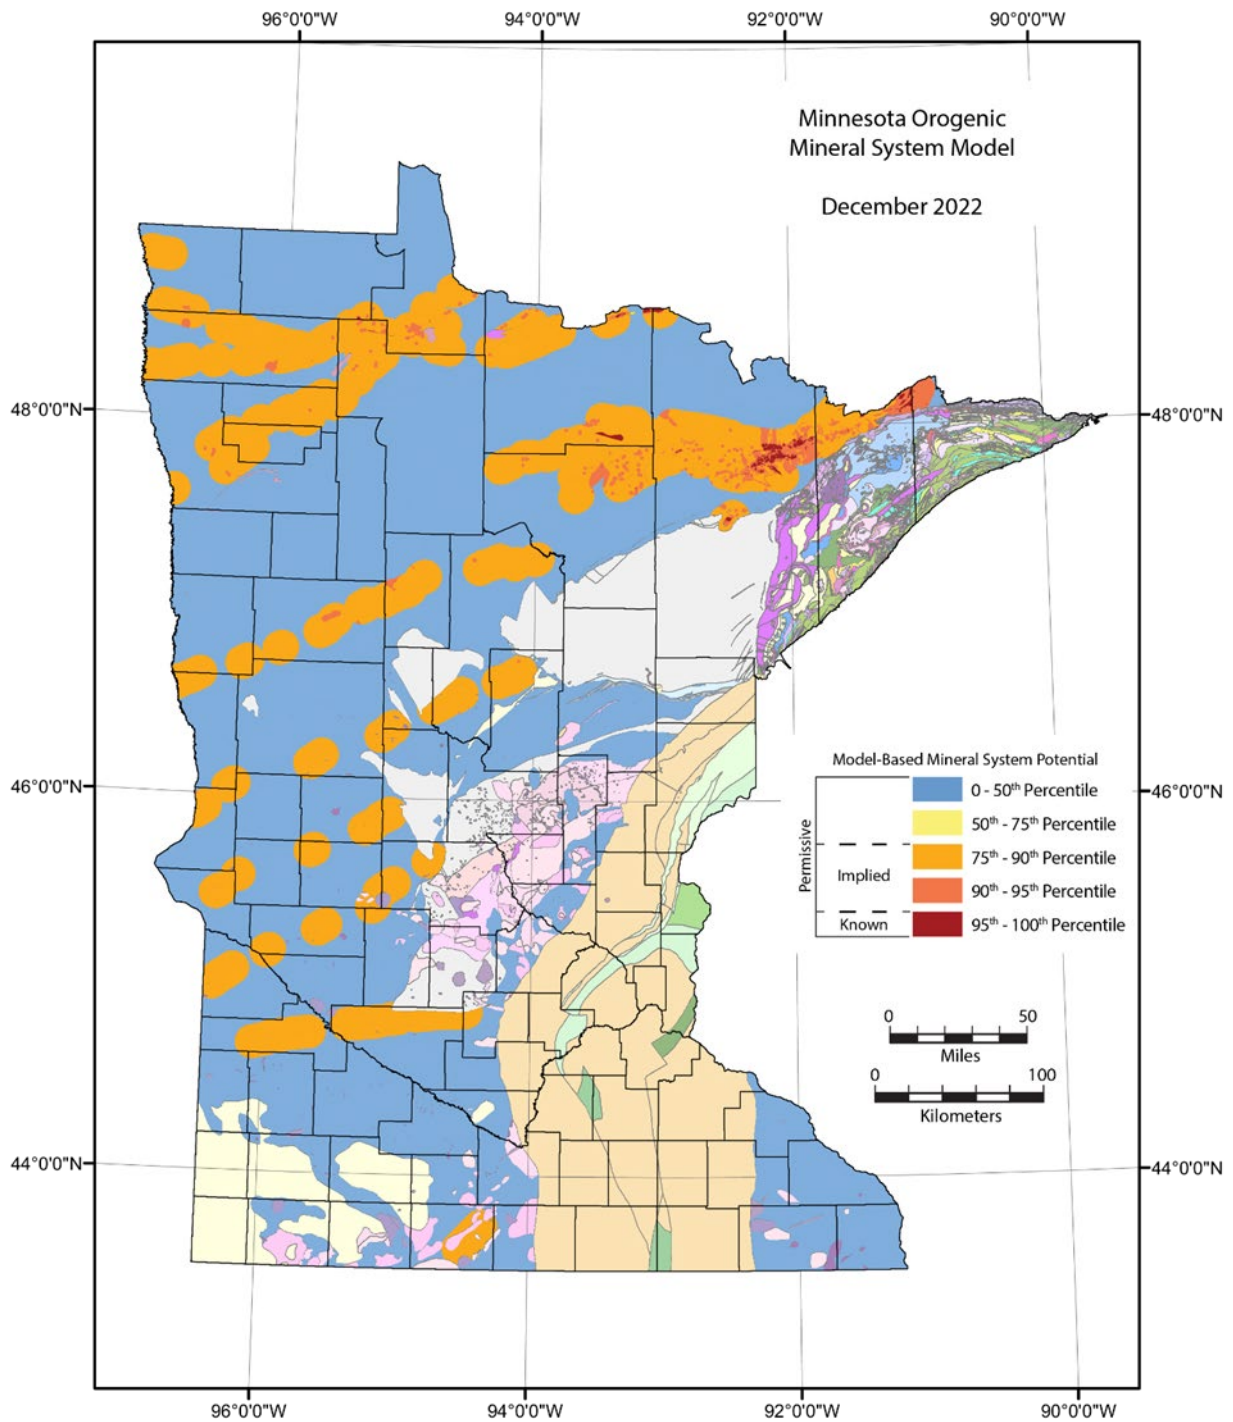 96°0'0"W 94°0'0"W 92°0'0"W 90°0'0"W
Minnesota Orogenic
Mineral System Model
December 2022
48°0'0"N 48°0'0"N
Model-Based Mineral System Potential
46°0'0"N 46°0'0"N
0 - 50th Percentile
50th - 75th Percentile
Permissive
75th - 90th Percentile
Implied
90th - 95th Percentile
Known
95th - 100th Percentile
0 50
Miles
0 100
Kilometers
44°0'0"N 44°0'0"N
96°0'0"W 94°0'0"W 92°0'0"W 90°0'0"W